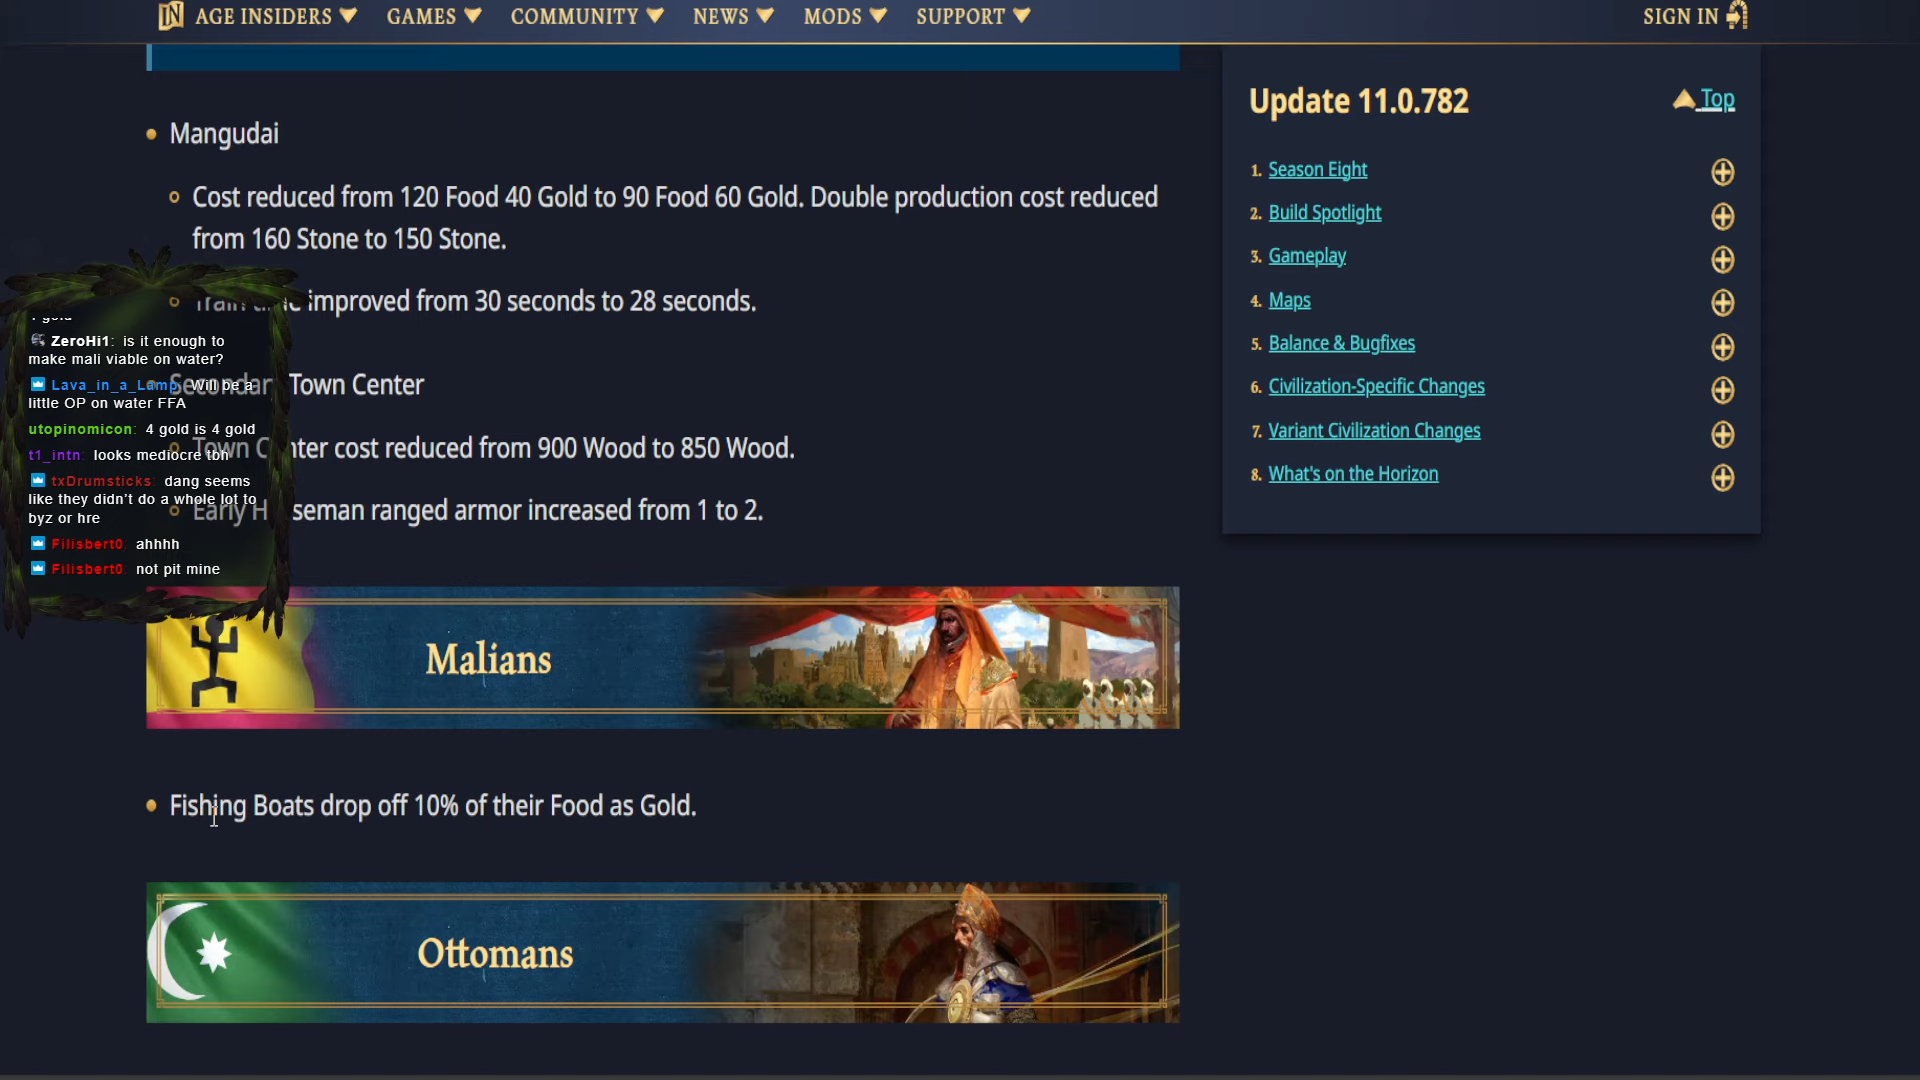 AGE INSIDERS GAMES COMMUNITY NEWS MODS SUPPORT SIGN IN
Mangudai
Cost reduced from 120 Food 40 Gold to 90 Food 60 Gold. Double production cost reduced
from 160 Stone to 150 Stone.
Train improved from 30 seconds to 28 seconds.
Secondary Town Center
Town Center cost reduced from 900 Wood to 850 Wood.
Early Horseman ranged armor increased from 1 to 2.
gold
ZeroHi1: is it enough to
make mali viable on water?
Lava_in_a_Lamp: Will be a
little OP on water FFA
utopinomicon: 4 gold is 4 gold
t1_intn: looks mediocre tbh
txDrumsticks: dang seems
like they didn't do a whole lot to
byz or hre
Filisbert0: ahhhh
Filisbert0: not pit mine
Malians
Fishing Boats drop off 10% of their Food as Gold.
Ottomans
Update 11.0.782
Top
1. Season Eight
2. Build Spotlight
3. Gameplay
4. Maps
5. Balance & Bugfixes
6. Civilization-Specific Changes
7. Variant Civilization Changes
8. What's on the Horizon